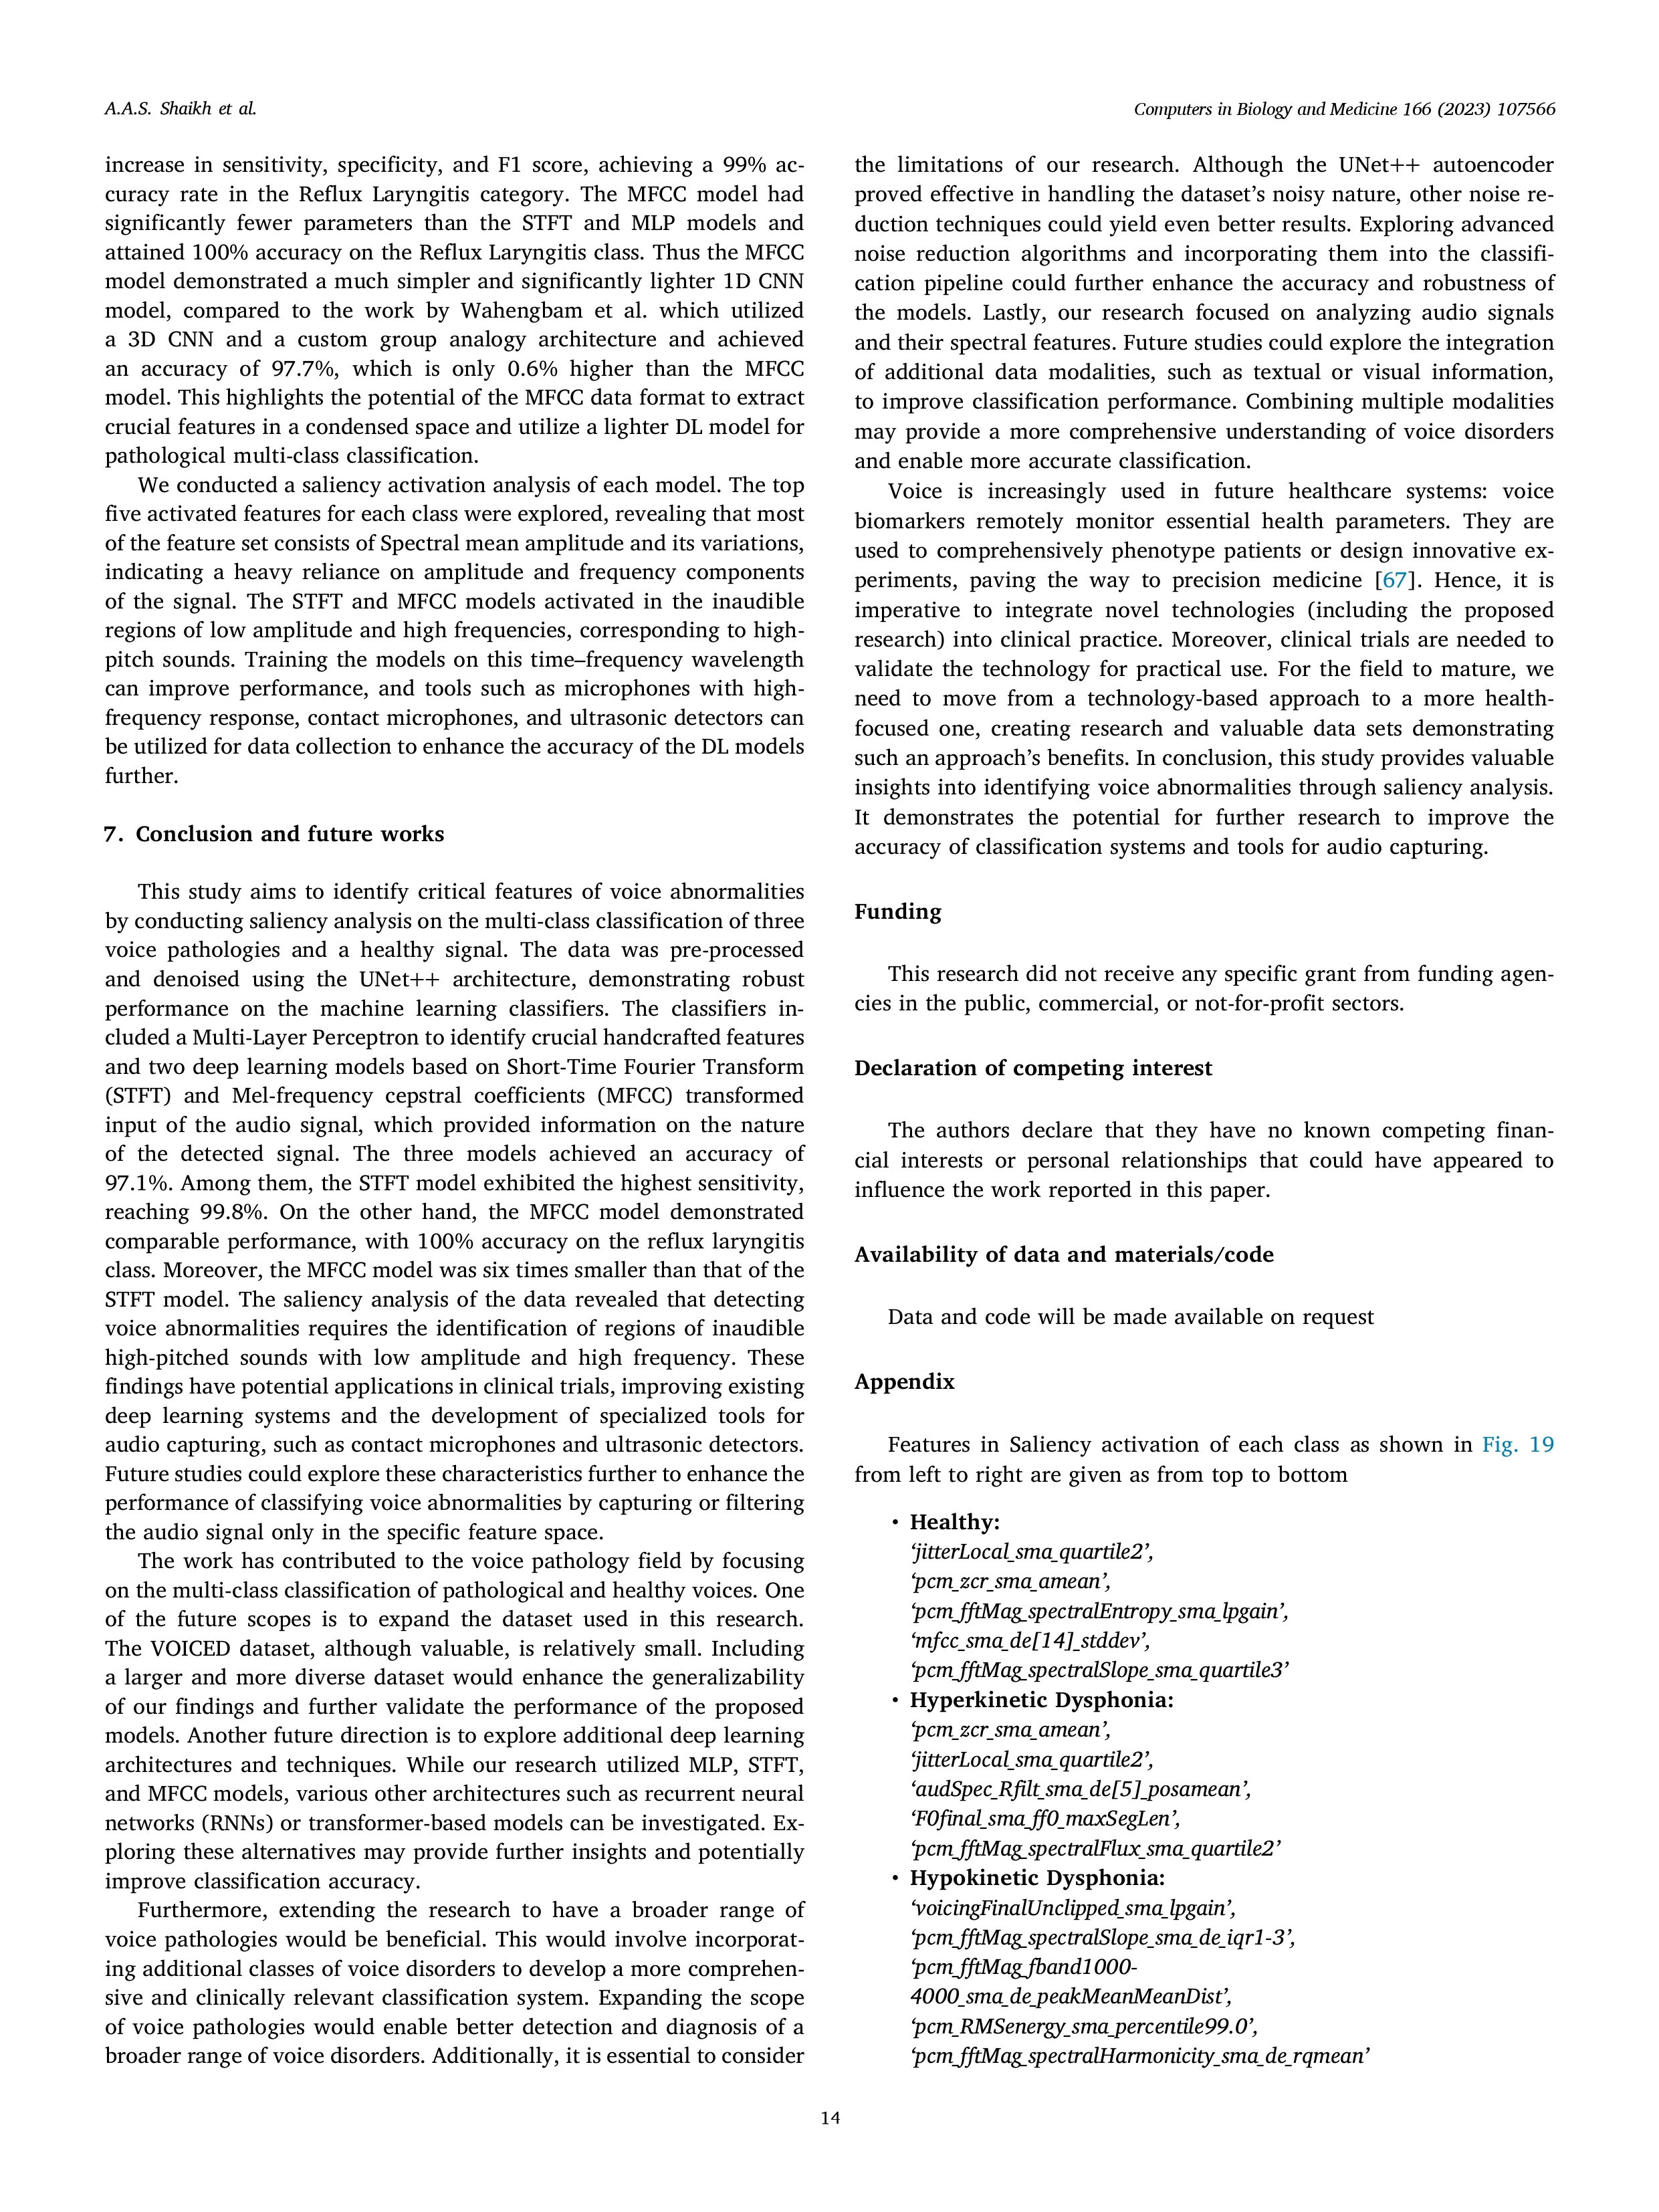 A.A.S. Shaikh et al.
Computers in Biology and Medicine 166 (2023) 107566
increase in sensitivity, specificity, and F1 score, achieving a 99% ac-
curacy rate in the Reflux Laryngitis category. The MFCC model had
significantly fewer parameters than the STFT and MLP models and
attained 100% accuracy on the Reflux Laryngitis class. Thus the MFCC
model demonstrated a much simpler and significantly lighter 1D CNN
model, compared to the work by Wahengbam et al. which utilized
a 3D CNN and a custom group analogy architecture and achieved
an accuracy of 97.7%, which is only 0.6% higher than the MFCC
model. This highlights the potential of the MFCC data format to extract
crucial features in a condensed space and utilize a lighter DL model for
pathological multi-class classification.
We conducted a saliency activation analysis of each model. The top
five activated features for each class were explored, revealing that most
of the feature set consists of Spectral mean amplitude and its variations,
indicating a heavy reliance on amplitude and frequency components
of the signal. The STFT and MFCC models activated in the inaudible
regions of low amplitude and high frequencies, corresponding to high-
pitch sounds. Training the models on this time–frequency wavelength
can improve performance, and tools such as microphones with high-
frequency response, contact microphones, and ultrasonic detectors can
be utilized for data collection to enhance the accuracy of the DL models
further.
7. Conclusion and future works
This study aims to identify critical features of voice abnormalities
by conducting saliency analysis on the multi-class classification of three
voice pathologies and a healthy signal. The data was pre-processed
and denoised using the UNet++ architecture, demonstrating robust
performance on the machine learning classifiers. The classifiers in-
cluded a Multi-Layer Perceptron to identify crucial handcrafted features
and two deep learning models based on Short-Time Fourier Transform
(STFT) and Mel-frequency cepstral coefficients (MFCC) transformed
input of the audio signal, which provided information on the nature
of the detected signal. The three models achieved an accuracy of
97.1%. Among them, the STFT model exhibited the highest sensitivity,
reaching 99.8%. On the other hand, the MFCC model demonstrated
comparable performance, with 100% accuracy on the reflux laryngitis
class. Moreover, the MFCC model was six times smaller than that of the
STFT model. The saliency analysis of the data revealed that detecting
voice abnormalities requires the identification of regions of inaudible
high-pitched sounds with low amplitude and high frequency. These
findings have potential applications in clinical trials, improving existing
deep learning systems and the development of specialized tools for
audio capturing, such as contact microphones and ultrasonic detectors.
Future studies could explore these characteristics further to enhance the
performance of classifying voice abnormalities by capturing or filtering
the audio signal only in the specific feature space.
The work has contributed to the voice pathology field by focusing
on the multi-class classification of pathological and healthy voices. One
of the future scopes is to expand the dataset used in this research.
The VOICED dataset, although valuable, is relatively small. Including
a larger and more diverse dataset would enhance the generalizability
of our findings and further validate the performance of the proposed
models. Another future direction is to explore additional deep learning
architectures and techniques. While our research utilized MLP, STFT,
and MFCC models, various other architectures such as recurrent neural
networks (RNNs) or transformer-based models can be investigated. Ex-
ploring these alternatives may provide further insights and potentially
improve classification accuracy.
Furthermore, extending the research to have a broader range of
voice pathologies would be beneficial. This would involve incorporat-
ing additional classes of voice disorders to develop a more comprehen-
sive and clinically relevant classification system. Expanding the scope
of voice pathologies would enable better detection and diagnosis of a
broader range of voice disorders. Additionally, it is essential to consider
the limitations of our research. Although the UNet++ autoencoder
proved effective in handling the dataset's noisy nature, other noise re-
duction techniques could yield even better results. Exploring advanced
noise reduction algorithms and incorporating them into the classifi-
cation pipeline could further enhance the accuracy and robustness of
the models. Lastly, our research focused on analyzing audio signals
and their spectral features. Future studies could explore the integration
of additional data modalities, such as textual or visual information,
to improve classification performance. Combining multiple modalities
may provide a more comprehensive understanding of voice disorders
and enable more accurate classification.
Voice is increasingly used in future healthcare systems: voice
biomarkers remotely monitor essential health parameters. They are
used to comprehensively phenotype patients or design innovative ex-
periments, paving the way to precision medicine [67]. Hence, it is
imperative to integrate novel technologies (including the proposed
research) into clinical practice. Moreover, clinical trials are needed to
validate the technology for practical use. For the field to mature, we
need to move from a technology-based approach to a more health-
focused one, creating research and valuable data sets demonstrating
such an approach's benefits. In conclusion, this study provides valuable
insights into identifying voice abnormalities through saliency analysis.
It demonstrates the potential for further research to improve the
accuracy of classification systems and tools for audio capturing.
Funding
This research did not receive any specific grant from funding agen-
cies in the public, commercial, or not-for-profit sectors.
Declaration of competing interest
The authors declare that they have no known competing finan-
cial interests or personal relationships that could have appeared to
influence the work reported in this paper.
Availability of data and materials/code
Data and code will be made available on request
Appendix
Features in Saliency activation of each class as shown in Fig. 19
from left to right are given as from top to bottom
• Healthy:
‘jitterLocal_sma_quartile2’,
‘pcm_zcr_sma_amean’,
‘pcm_fftMag_spectralEntropy_sma_lpgain’,
‘mfcc_sma_de[14]_stddev’,
‘pcm_fftMag_spectralSlope_sma_quartile3’
• Hyperkinetic Dysphonia:
‘pcm_zcr_sma_amean’,
‘jitterLocal_sma_quartile2’,
‘audSpec_Rfilt_sma_de[5]_posamean’,
‘F0final_sma_ff0_maxSegLen’,
‘pcm_fftMag_spectralFlux_sma_quartile2’
• Hypokinetic Dysphonia:
‘voicingFinalUnclipped_sma_lpgain’,
‘pcm_fftMag_spectralSlope_sma_de_iqr1-3’,
‘pcm_fftMag_fband1000-
4000_sma_de_peakMeanMeanDist’,
‘pcm_RMSenergy_sma_percentile99.0’,
‘pcm_fftMag_spectralHarmonicity_sma_de_rqmean’
14